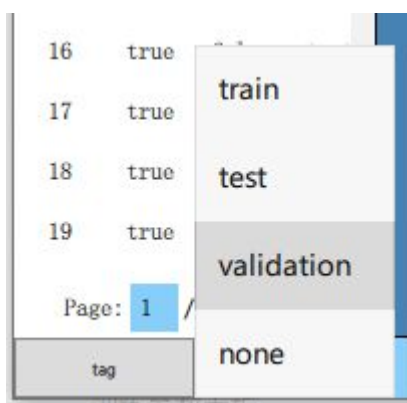 16 true
17 true
18 true
19 true
Page: 1 /
tag
train
test
validation
none